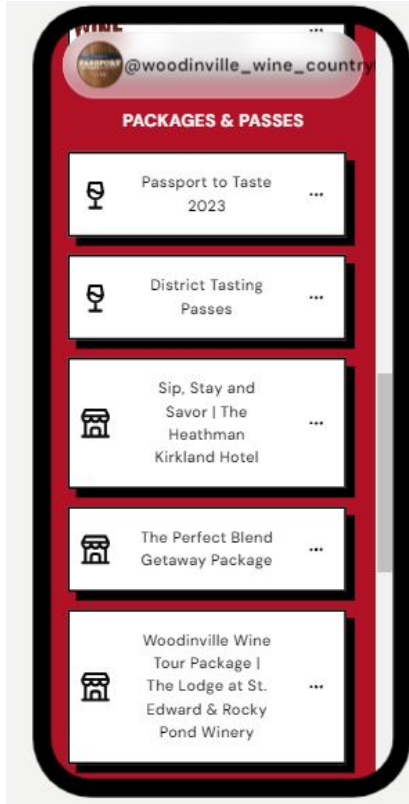 WINE
@woodinville_wine_country
PACKAGES & PASSES
Passport to Taste
2023
District Tasting
Passes
Sip, Stay and
Savor | The
Heathman
Kirkland Hotel
The Perfect Blend
Getaway Package
Woodinville Wine
Tour Package |
The Lodge at St.
Edward & Rocky
Pond Winery